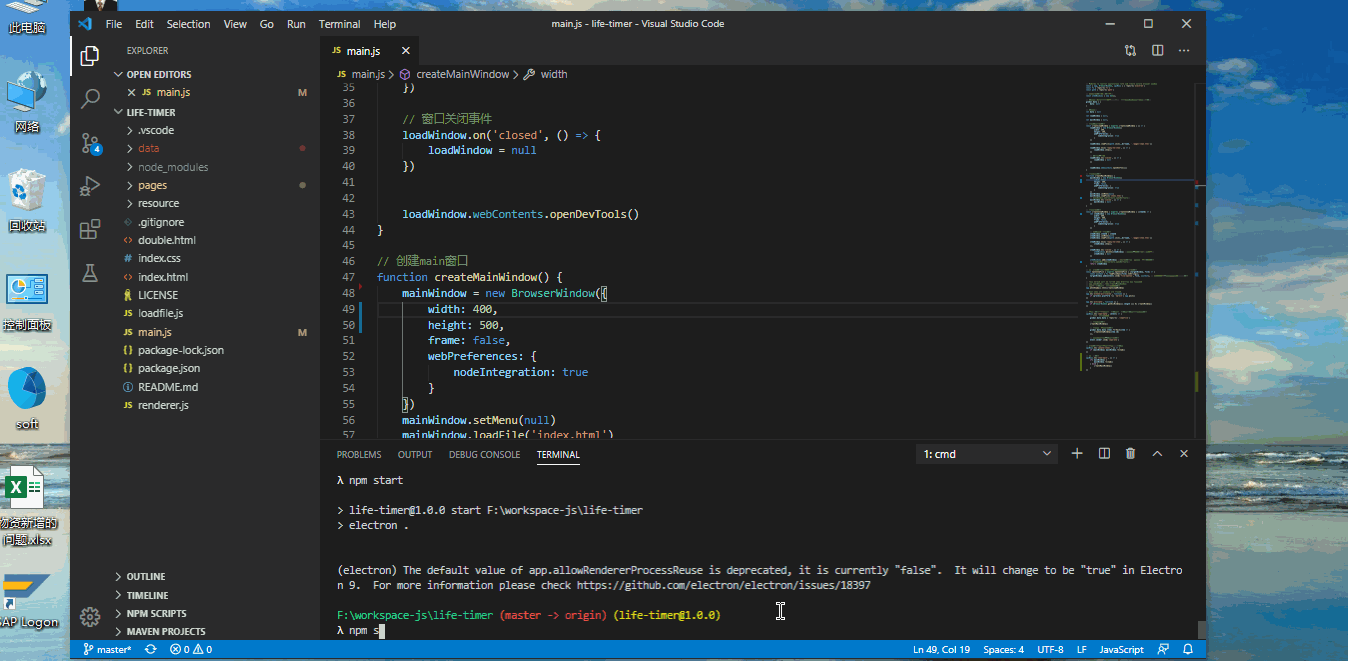 此电脑
网络
回收站
控制面板
soft
物资新增的
问题.xlsx
SAP Logon
File Edit Selection View Go Run Terminal Help
main.js - life-timer - Visual Studio Code
EXPLORER
OPEN EDITORS
JS main.js M
LIFE-TIMER
.vscode
data
node_modules
pages
resource
.gitignore
double.html
index.css
index.html
LICENSE
loadfile.js
main.js M
package-lock.json
package.json
README.md
renderer.js
OUTLINE
TIMELINE
NPM SCRIPTS
MAVEN PROJECTS
4
JS main.js
JS main.js > createMainWindow > width
35 })
36
37 // 窗口关闭事件
38 loadWindow.on('closed', () => {
39 loadWindow = null
40 })
41
42
43 loadWindow.webContents.openDevTools()
44 }
45
46 // 创建main窗口
47 function createMainWindow() {
48 mainWindow = new BrowserWindow({
49 width: 400,
50 height: 500,
51 frame: false,
52 webPreferences: {
53 nodeIntegration: true
54 }
55 })
56 mainWindow.setMenu(null)
57 mainWindow.loadFile('index.html')
PROBLEMS OUTPUT DEBUG CONSOLE TERMINAL 1: cmd
λ npm start
> life-timer@1.0.0 start F:\workspace-js\life-timer
> electron .
(electron) The default value of app.allowRendererProcessReuse is deprecated, it is currently "false".  It will change to be "true" in Electro
n 9.  For more information please check https://github.com/electron/electron/issues/18397
F:\workspace-js\life-timer (master -> origin) (life-timer@1.0.0)
λ npm s
master* 0 0 Ln 49, Col 19 Spaces: 4 UTF-8 LF JavaScript